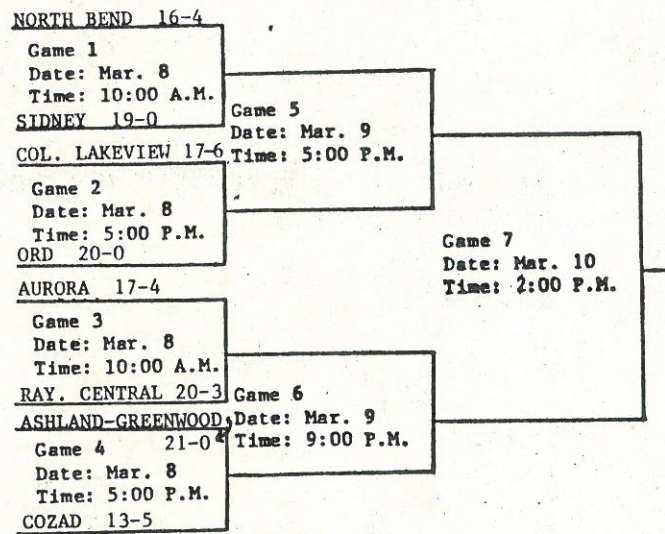 NORTH BEND 16-4
Game 1
Date: Mar. 8
Time: 10:00 A.M.
SIDNEY 19-0
COL. LAKEVIEW 17-6
Game 2
Date: Mar. 8
Time: 5:00 P.M.
ORD 20-0
AURORA 17-4
Game 3
Date: Mar. 8
Time: 10:00 A.M.
RAY. CENTRAL 20-3
ASHLAND-GREENWOOD
21-0
Game 4
Date: Mar. 8
Time: 5:00 P.M.
COZAD 13-5
Game 5
Date: Mar. 9
Time: 5:00 P.M.
Game 6
Date: Mar. 9
Time: 9:00 P.M.
Game 7
Date: Mar. 10
Time: 2:00 P.M.